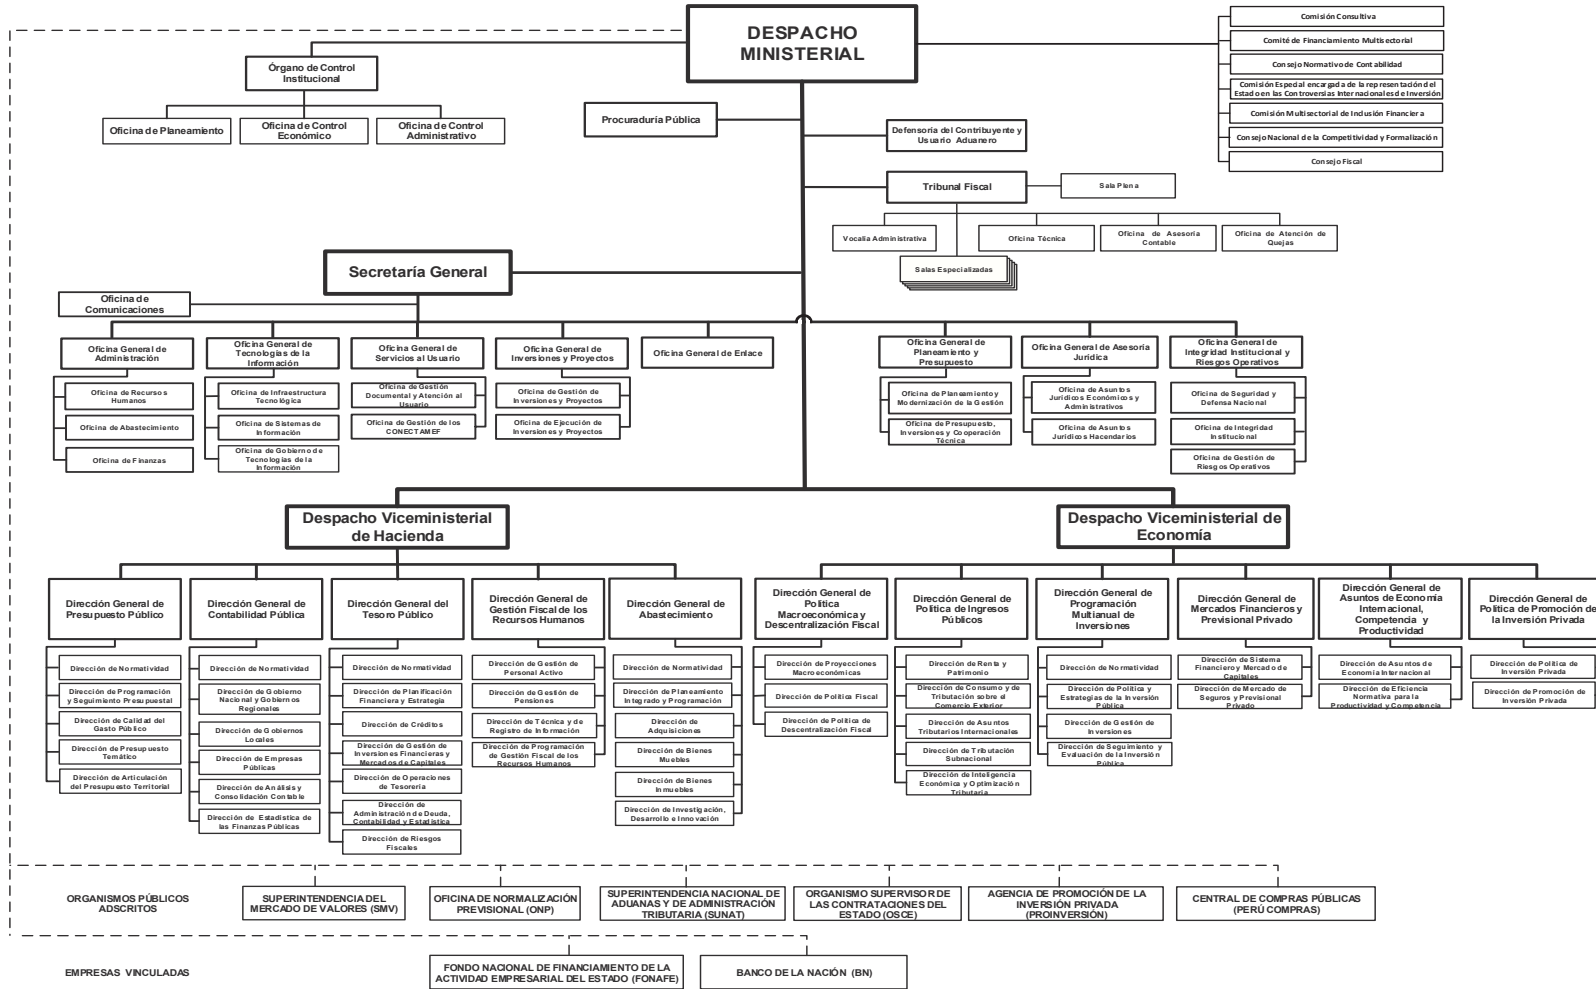 DESPACHO
MINISTERIAL
Comisión Consultiva
Comité de Financiamiento Multisectorial
Consejo Normativo de Contabilidad
Comisión Especial encargada de la representación del
Estado en las Controversias Internacionales de Inversión
Comisión Multisectorial de Inclusión Financiera
Consejo Nacional de la Competitividad y Formalización
Consejo Fiscal
Órgano de Control
Institucional
Oficina de Planeamiento
Oficina de Control
Económico
Oficina de Control
Administrativo
Procuraduría Pública
Defensoría del Contribuyente y
Usuario Aduanero
Tribunal Fiscal
Sala Plena
Vocalía Administrativa
Oficina Técnica
Oficina de Asesoría
Contable
Oficina de Atención de
Quejas
Salas Especializadas
Secretaría General
Oficina de
Comunicaciones
Oficina General de
Administración
Oficina de Recursos
Humanos
Oficina de Abastecimiento
Oficina de Finanzas
Oficina General de
Tecnologías de la
Información
Oficina de Infraestructura
Tecnológica
Oficina de Sistemas de
Información
Oficina de Gobierno de
Tecnologías de la
Información
Oficina General de
Servicios al Usuario
Oficina de Gestión
Documental y Atención al
Usuario
Oficina de Gestión de los
CONECTAMEF
Oficina General de
Inversiones y Proyectos
Oficina de Gestión de
Inversiones y Proyectos
Oficina de Ejecución de
Inversiones y Proyectos
Oficina General de Enlace
Oficina General de
Planeamiento y
Presupuesto
Oficina de Planeamiento y
Modernización de la Gestión
Oficina de Presupuesto,
Inversiones y Cooperación
Técnica
Oficina General de Asesoría
Jurídica
Oficina de Asuntos
Jurídicos Económicos y
Administrativos
Oficina de Asuntos
Jurídicos Hacendarios
Oficina General de
Integridad Institucional y
Riesgos Operativos
Oficina de Seguridad y
Defensa Nacional
Oficina de Integridad
Institucional
Oficina de Gestión de
Riesgos Operativos
Despacho Viceministerial
de Hacienda
Despacho Viceministerial de
Economía
Dirección General de
Presupuesto Público
Dirección de Normatividad
Dirección de Programación
y Seguimiento Presupuestal
Dirección de Calidad del
Gasto Público
Dirección de Presupuesto
Temático
Dirección de Articulación
del Presupuesto Territorial
Dirección General de
Contabilidad Pública
Dirección de Normatividad
Dirección de Gobierno
Nacional y Gobiernos
Regionales
Dirección de Gobiernos
Locales
Dirección de Empresas
Públicas
Dirección de Análisis y
Consolidación Contable
Dirección de Estadística de
las Finanzas Públicas
Dirección General del
Tesoro Público
Dirección de Normatividad
Dirección de Planificación
Financiera y Estrategia
Dirección de Créditos
Dirección de Gestión de
Inversiones Financieras y
Mercados de Capitales
Dirección de Operaciones
de Tesorería
Dirección de
Administración de Deuda,
Contabilidad y Estadística
Dirección de Riesgos
Fiscales
Dirección General de
Gestión Fiscal de los
Recursos Humanos
Dirección de Gestión de
Personal Activo
Dirección de Gestión de
Pensiones
Dirección de Técnica y de
Registro de Información
Dirección de Programación
de Gestión Fiscal de los
Recursos Humanos
Dirección General de
Abastecimiento
Dirección de Normatividad
Dirección de Planeamiento
Integrado y Programación
Dirección de
Adquisiciones
Dirección de Bienes
Muebles
Dirección de Bienes
Inmuebles
Dirección de Investigación,
Desarrollo e Innovación
Dirección General de
Política
Macroeconómica y
Descentralización Fiscal
Dirección de Proyecciones
Macroeconómicas
Dirección de Política Fiscal
Dirección de Política de
Descentralización Fiscal
Dirección General de
Política de Ingresos
Públicos
Dirección de Renta y
Patrimonio
Dirección de Consumo y de
Tributación sobre el
Comercio Exterior
Dirección de Asuntos
Tributarios Internacionales
Dirección de Tributación
Subnacional
Dirección de Inteligencia
Económica y Optimización
Tributaria
Dirección General de
Programación
Multianual de
Inversiones
Dirección de Normatividad
Dirección de Política y
Estrategias de la Inversión
Pública
Dirección de Gestión de
Inversiones
Dirección de Seguimiento y
Evaluación de la Inversión
Pública
Dirección General de
Mercados Financieros y
Previsional Privado
Dirección de Sistema
Financiero y Mercado de
Capitales
Dirección de Mercado de
Seguros y Previsional
Privado
Dirección General de
Asuntos de Economía
Internacional,
Competencia y
Productividad
Dirección de Asuntos de
Economía Internacional
Dirección de Eficiencia
Normativa para la
Productividad y Competencia
Dirección General de
Política de Promoción de
la Inversión Privada
Dirección de Política de
Inversión Privada
Dirección de Promoción de
Inversión Privada
ORGANISMOS PÚBLICOS
ADSCRITOS
SUPERINTENDENCIA DEL
MERCADO DE VALORES (SMV)
OFICINA DE NORMALIZACIÓN
PREVISIONAL (ONP)
SUPERINTENDENCIA NACIONAL DE
ADUANAS Y DE ADMINISTRACIÓN
TRIBUTARIA (SUNAT)
ORGANISMO SUPERVISOR DE
LAS CONTRATACIONES DEL
ESTADO (OSCE)
AGENCIA DE PROMOCIÓN DE LA
INVERSIÓN PRIVADA
(PROINVERSIÓN)
CENTRAL DE COMPRAS PÚBLICAS
(PERÚ COMPRAS)
EMPRESAS VINCULADAS
FONDO NACIONAL DE FINANCIAMIENTO DE LA
ACTIVIDAD EMPRESARIAL DEL ESTADO (FONAFE)
BANCO DE LA NACIÓN (BN)